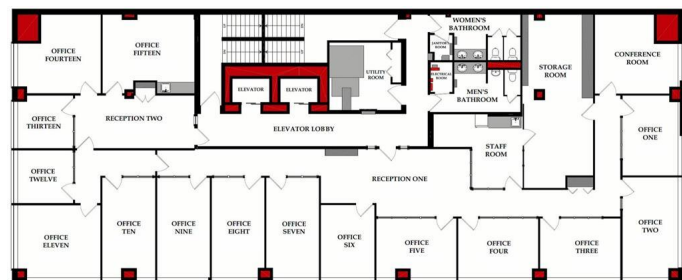 WOMEN'S
BATHROOM
OFFICE
FOURTEEN
OFFICE
FIFTEEN
JANITOR
ROOM
CONFERENCE
ROOM
UTILITY
ROOM
ELECTRICAL
ROOM
STORAGE
ROOM
ELEVATOR
ELEVATOR
MEN'S
BATHROOM
OFFICE
THIRTEEN
RECEPTION TWO
ELEVATOR LOBBY
OFFICE
ONE
STAFF
ROOM
OFFICE
TWELVE
RECEPTION ONE
OFFICE
ELEVEN
OFFICE
TEN
OFFICE
NINE
OFFICE
EIGHT
OFFICE
SEVEN
OFFICE
SIX
OFFICE
FIVE
OFFICE
FOUR
OFFICE
THREE
OFFICE
TWO